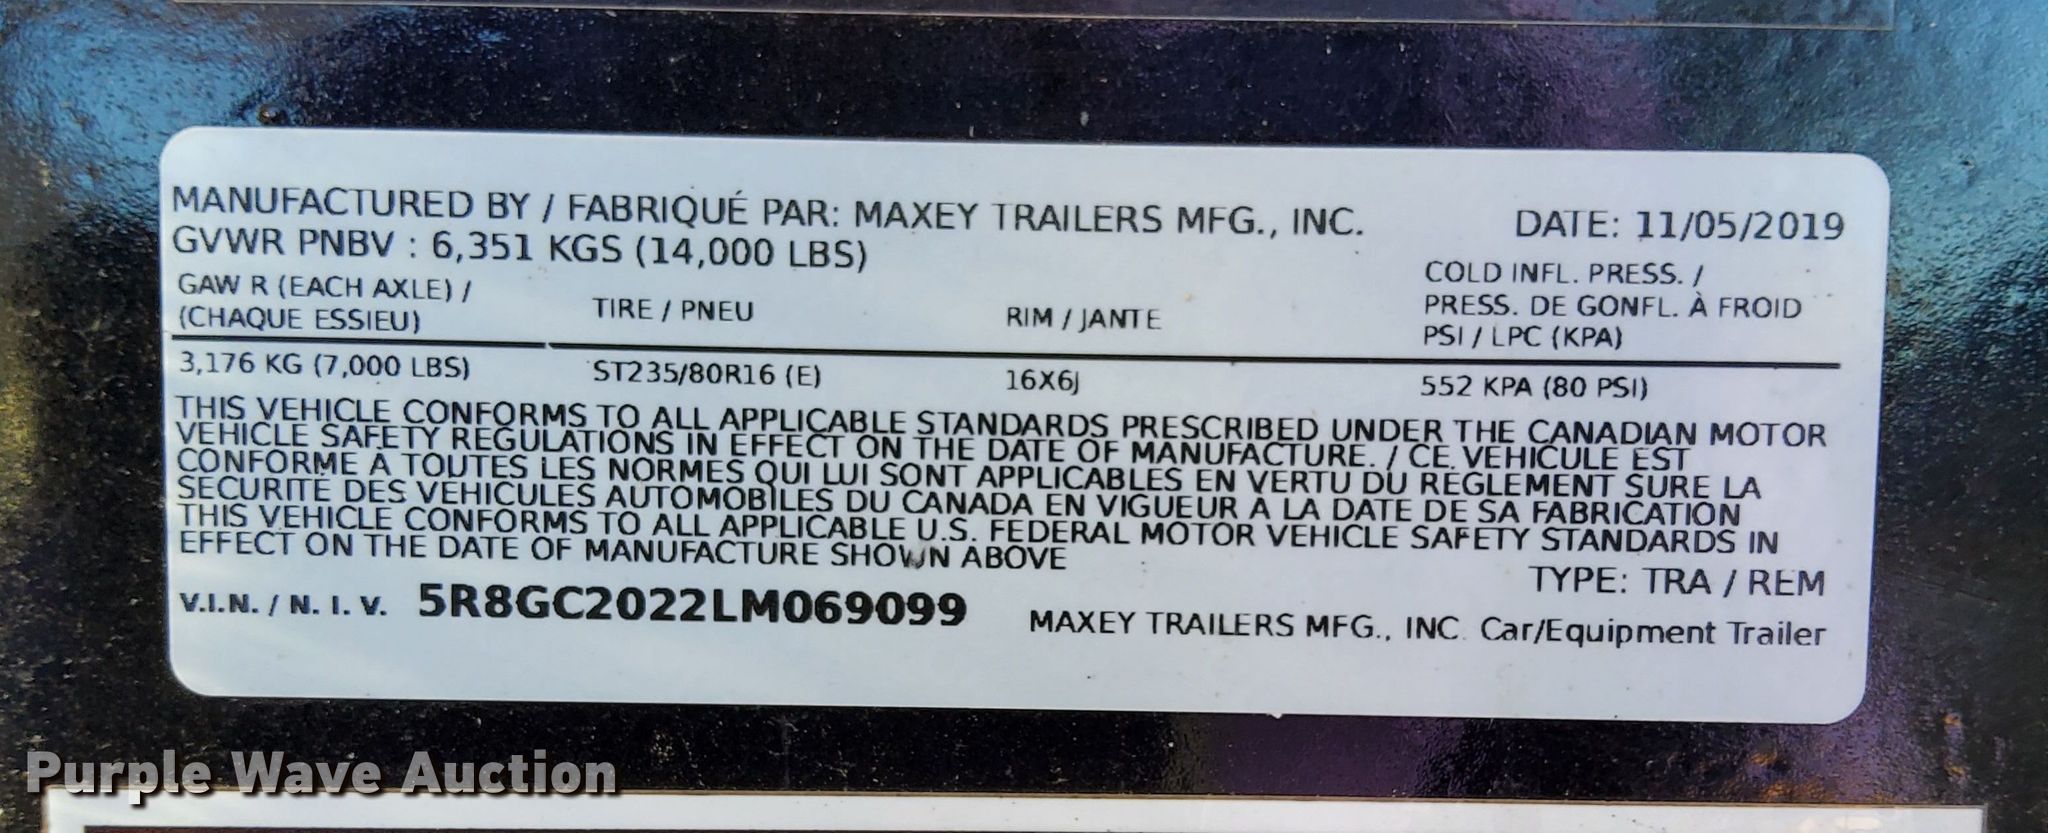 MANUFACTURED BY / FABRIQUÉ PAR: MAXEY TRAILERS MFG., INC. DATE: 11/05/2019
GVWR PNBV : 6,351 KGS (14,000 LBS)
GAW R (EACH AXLE) /
(CHAQUE ESSIEU)
TIRE / PNEU
RIM / JANTE
COLD INFL. PRESS. /
PRESS. DE GONFL. À FROID
PSI / LPC (KPA)
3,176 KG (7,000 LBS) ST235/80R16 (E) 16X6J 552 KPA (80 PSI)
THIS VEHICLE CONFORMS TO ALL APPLICABLE STANDARDS PRESCRIBED UNDER THE CANADIAN MOTOR
VEHICLE SAFETY REGULATIONS IN EFFECT ON THE DATE OF MANUFACTURE. / CE VEHICULE EST
CONFORME A TOUTES LES NORMES QUI LUI SONT APPLICABLES EN VERTU DU REGLEMENT SURE LA
SECURITE DES VEHICULES AUTOMOBILES DU CANADA EN VIGUEUR A LA DATE DE SA FABRICATION
THIS VEHICLE CONFORMS TO ALL APPLICABLE U.S. FEDERAL MOTOR VEHICLE SAFETY STANDARDS IN
EFFECT ON THE DATE OF MANUFACTURE SHOWN ABOVE
TYPE: TRA / REM
V.I.N. / N. I. V. 5R8GC2022LM069099
MAXEY TRAILERS MFG., INC. Car/Equipment Trailer
Purple Wave Auction